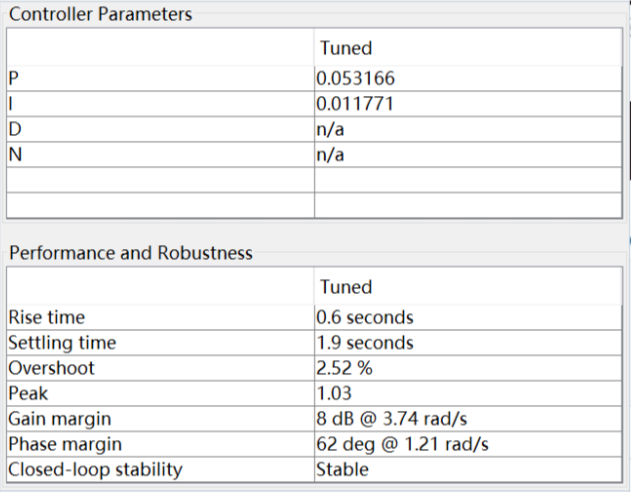 Controller Parameters
Tuned
P 0.053166
I 0.011771
D n/a
N n/a
Performance and Robustness
Tuned
Rise time 0.6 seconds
Settling time 1.9 seconds
Overshoot 2.52 %
Peak 1.03
Gain margin 8 dB @ 3.74 rad/s
Phase margin 62 deg @ 1.21 rad/s
Closed-loop stability Stable